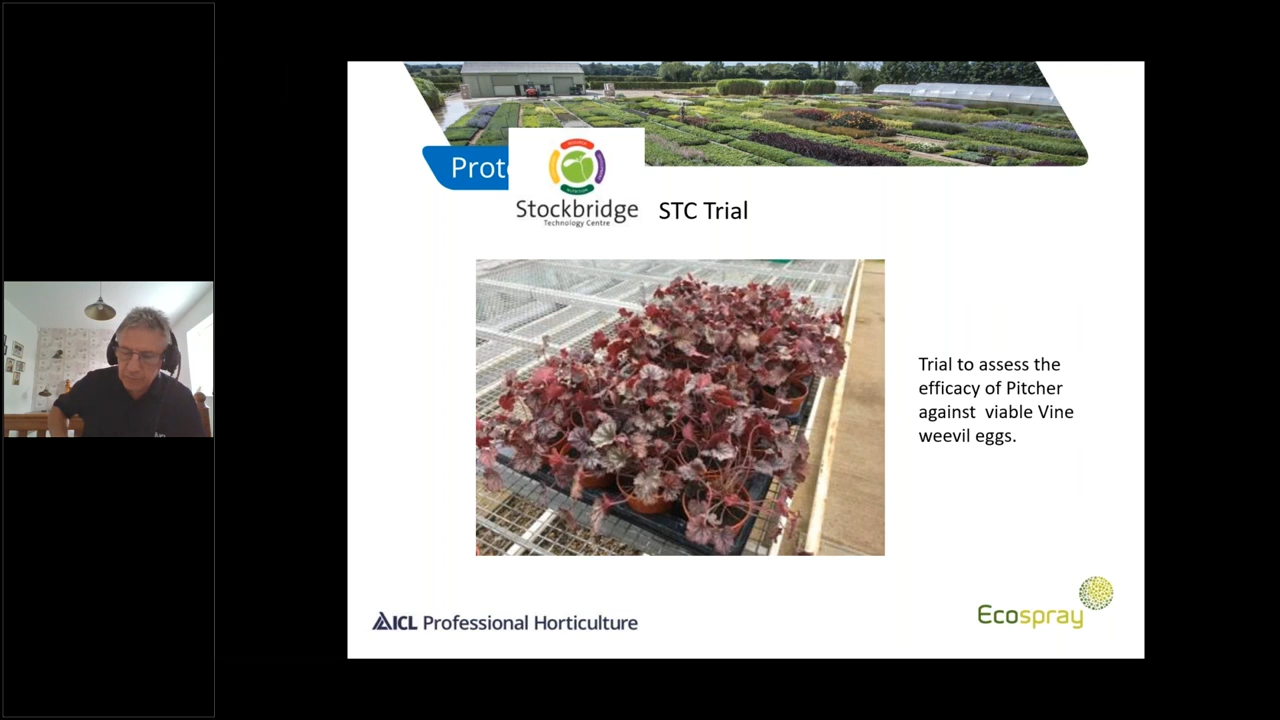 Prot
Stockbridge
Technology Centre
STC Trial
Trial to assess the
efficacy of Pitcher
against  viable Vine
weevil eggs.
ICL Professional Horticulture
Ecospray